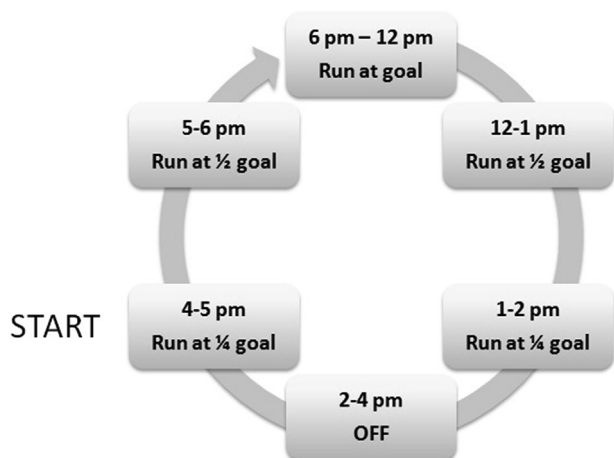 6 pm – 12 pm
Run at goal
12-1 pm
Run at ½ goal
1-2 pm
Run at ¼ goal
2-4 pm
OFF
START
4-5 pm
Run at ¼ goal
5-6 pm
Run at ½ goal